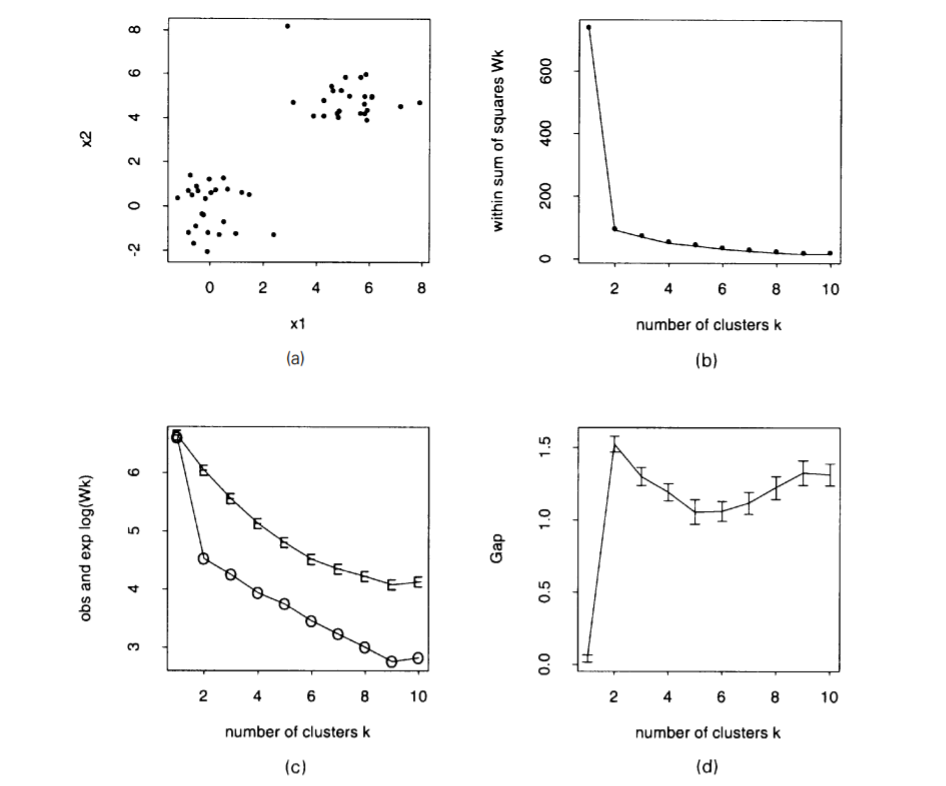 8
6
4
2
0
-2
x2
0 2 4 6 8
x1
(a)
600
400
200
0
within sum of squares Wk
2 4 6 8 10
number of clusters k
(b)
6
5
4
3
obs and exp log(Wk)
E E E E E E E E E E
O O O O O O O O O O
2 4 6 8 10
number of clusters k
(c)
1.5
1.0
0.5
0.0
Gap
2 4 6 8 10
number of clusters k
(d)